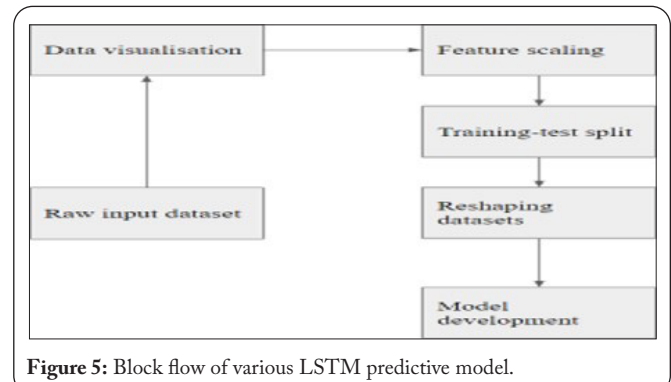 Data visualisation
Feature scaling
Training-test split
Raw input dataset
Reshaping
datasets
Model
development
Figure 5: Block flow of various LSTM predictive model.